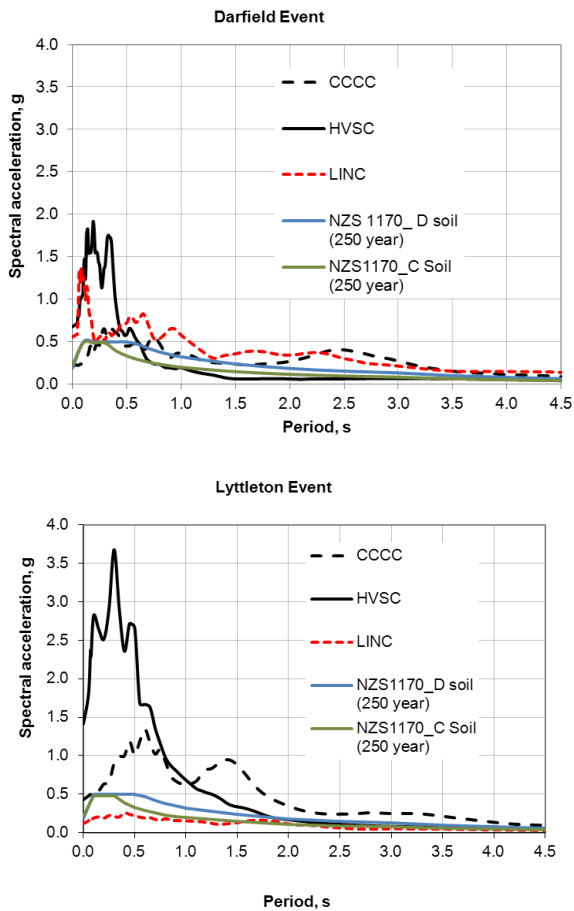 Darfield Event
4.0
3.5
3.0
2.5
2.0
1.5
1.0
0.5
0.0
Spectral acceleration, g
CCCC
HVSC
LINC
NZS 1170_ D soil
(250 year)
NZS1170_C Soil
(250 year)
0.0 0.5 1.0 1.5 2.0 2.5 3.0 3.5 4.0 4.5
Period, s
Lyttleton Event
4.0
3.5
3.0
2.5
2.0
1.5
1.0
0.5
0.0
Spectral acceleration, g
CCCC
HVSC
LINC
NZS1170_D soil
(250 year)
NZS1170_C Soil
(250 year)
0.0 0.5 1.0 1.5 2.0 2.5 3.0 3.5 4.0 4.5
Period, s